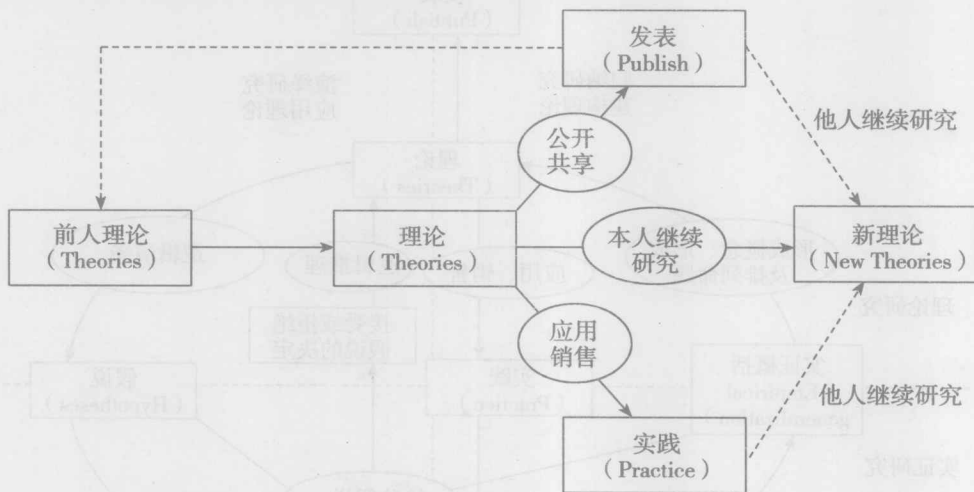 发表
（Publish）
他人继续研究
公开
共享
前人理论
（Theories）
理论
（Theories）
本人继续
研究
新理论
（New Theories）
应用
销售
他人继续研究
实践
（Practice）